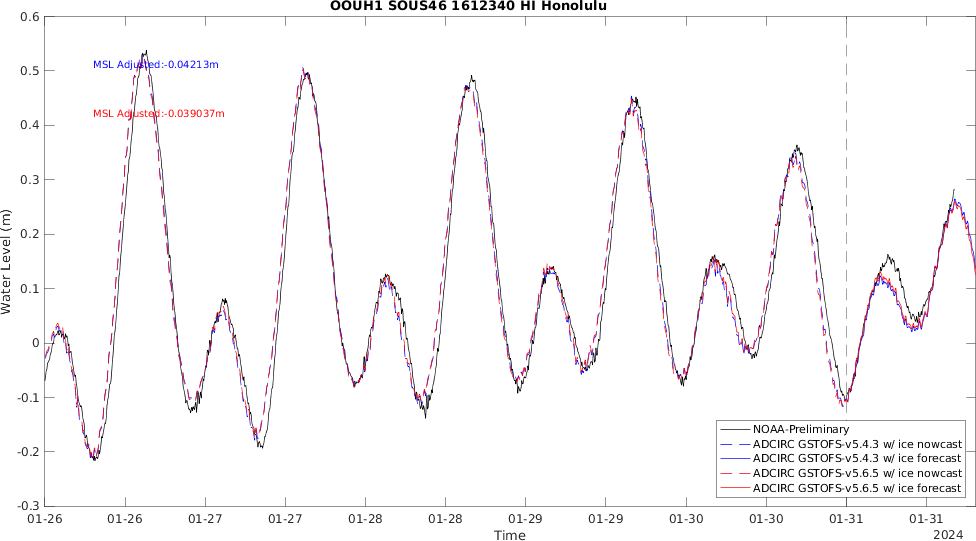 OOUH1 SOUS46 1612340 HI Honolulu
0.6
0.5
0.4
0.3
0.2
0.1
0
-0.1
-0.2
-0.3
Water Level (m)
MSL Adjusted:-0.04213m
MSL Adjusted:-0.039037m
NOAA-Preliminary
ADCIRC GSTOFS-v5.4.3 w/ ice nowcast
ADCIRC GSTOFS-v5.4.3 w/ ice forecast
ADCIRC GSTOFS-v5.6.5 w/ ice nowcast
ADCIRC GSTOFS-v5.6.5 w/ ice forecast
01-26 01-26 01-27 01-27 01-28 01-28 01-29 01-29 01-30 01-30 01-31 01-31
2024
Time